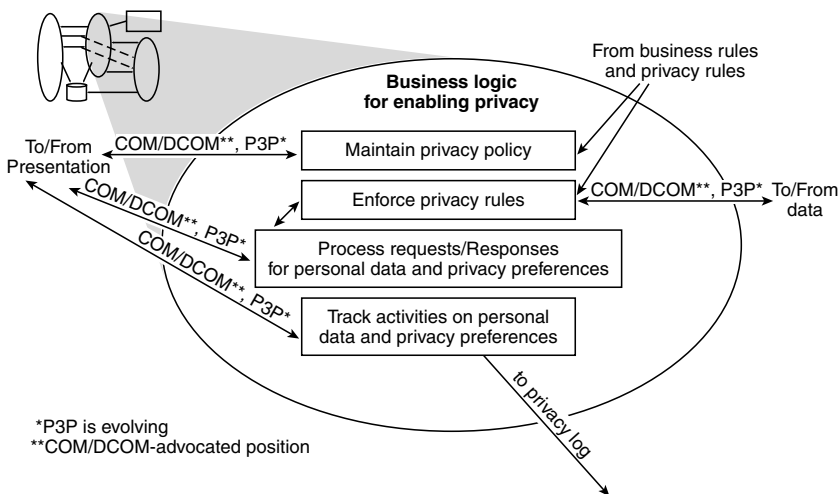 From business rules
and privacy rules
Business logic
for enabling privacy
To/From
Presentation
COM/DCOM**, P3P*
Maintain privacy policy
COM/DCOM**, P3P*
Enforce privacy rules
COM/DCOM**, P3P*
To/From
data
Process requests/Responses
for personal data and privacy preferences
COM/DCOM**, P3P*
Track activities on personal
data and privacy preferences
to privacy log
*P3P is evolving
**COM/DCOM-advocated position